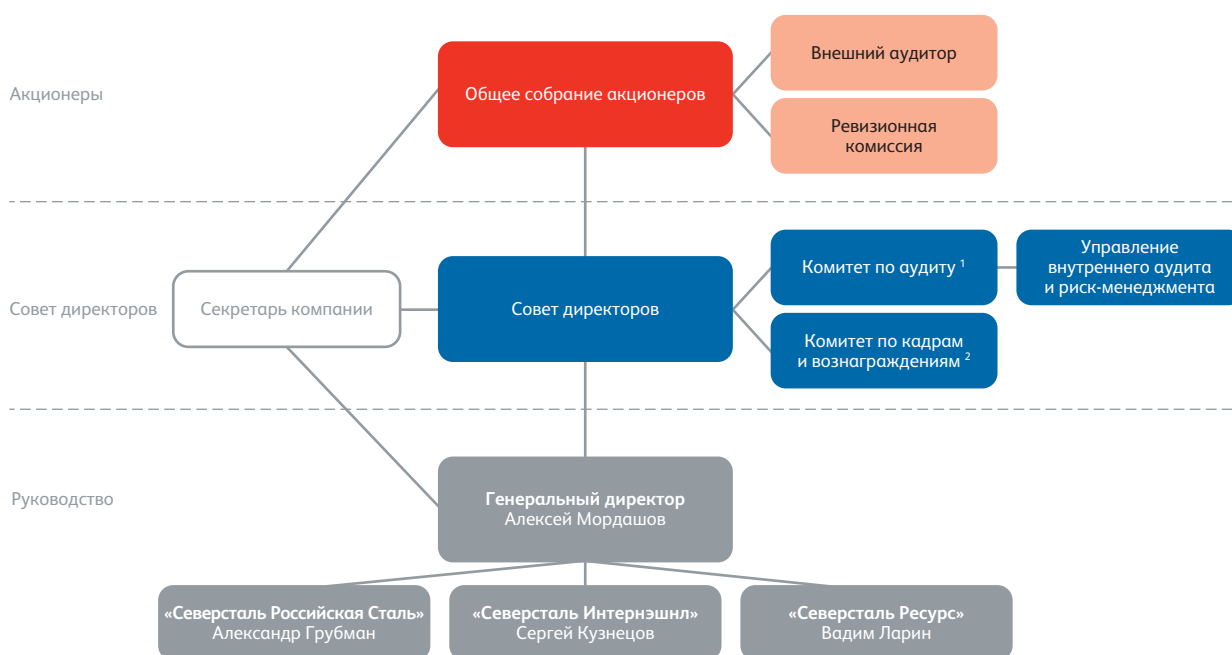 Акционеры
Общее собрание акционеров
Внешний аудитор
Ревизионная
комиссия
Совет директоров
Секретарь компании
Совет директоров
Комитет по аудиту ¹
Управление
внутреннего аудита
и риск-менеджмента
Комитет по кадрам
и вознаграждениям ²
Руководство
Генеральный директор
Алексей Мордашов
«Северсталь Российская Сталь»
Александр Грубман
«Северсталь Интернэшнл»
Сергей Кузнецов
«Северсталь Ресурс»
Вадим Ларин